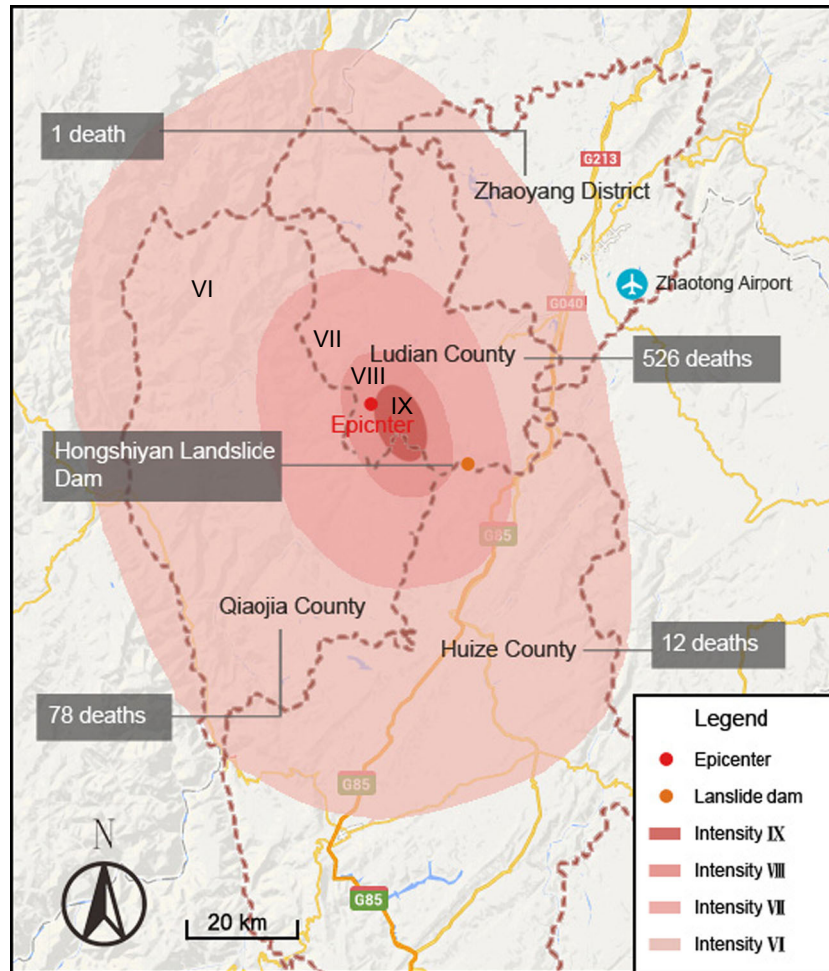 1 death
G213
Zhaoyang District
VI
Zhaotong Airport
G040
VII
Ludian County
526 deaths
VIII
IX
Epicnter
Hongshiyan Landslide
Dam
G85
Qiaojia County
Huize County
12 deaths
78 deaths
G85
N
20 km
G85
Legend
Epicenter
Lanslide dam
Intensity IX
Intensity VIII
Intensity VII
Intensity VI